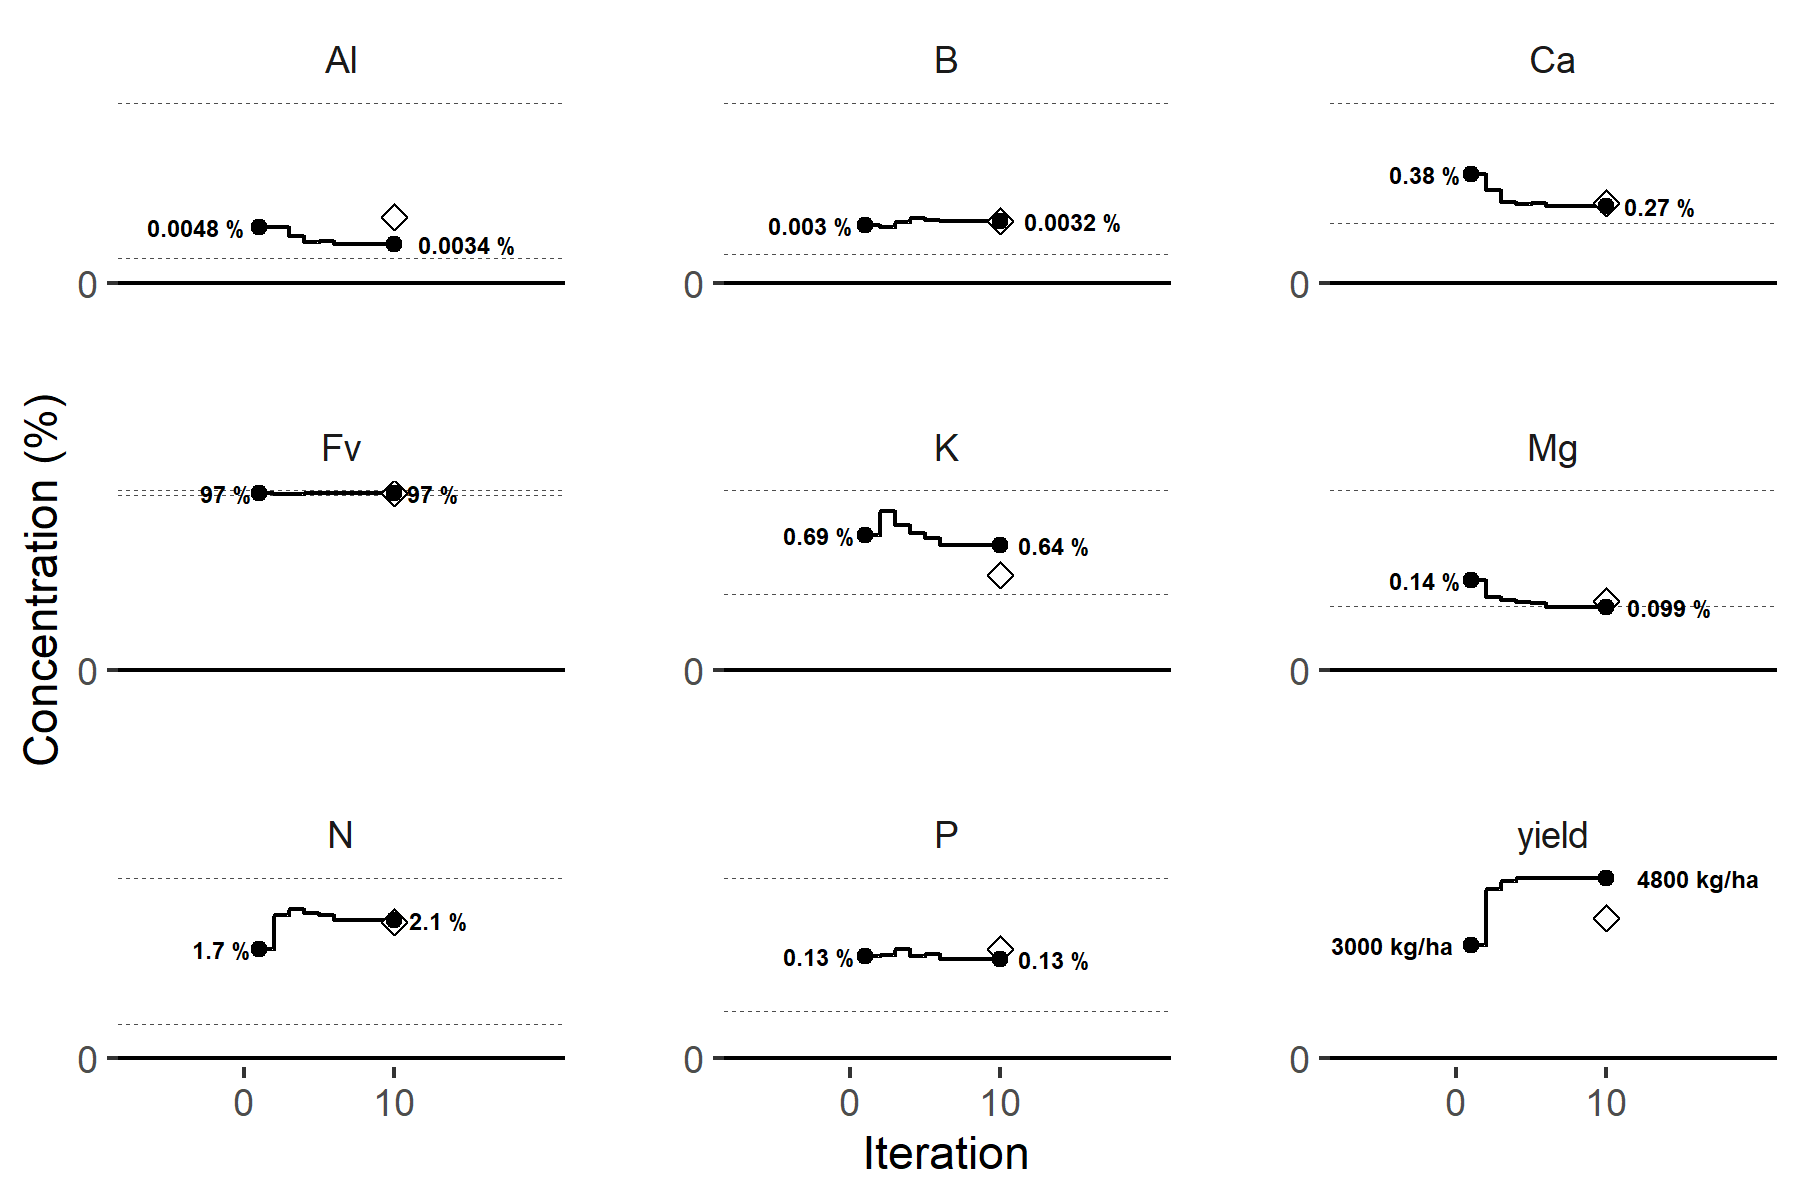 Al
B
Ca
0.0048 %
0.0034 %
0
0.003 %
0.0032 %
0
0.38 %
0.27 %
0
Concentration (%)
Fv
K
Mg
97 %
97 %
0
0.69 %
0.64 %
0
0.14 %
0.099 %
0
N
P
yield
1.7 %
2.1 %
0
0.13 %
0.13 %
0
3000 kg/ha
4800 kg/ha
0
0 10
0 10
0 10
Iteration